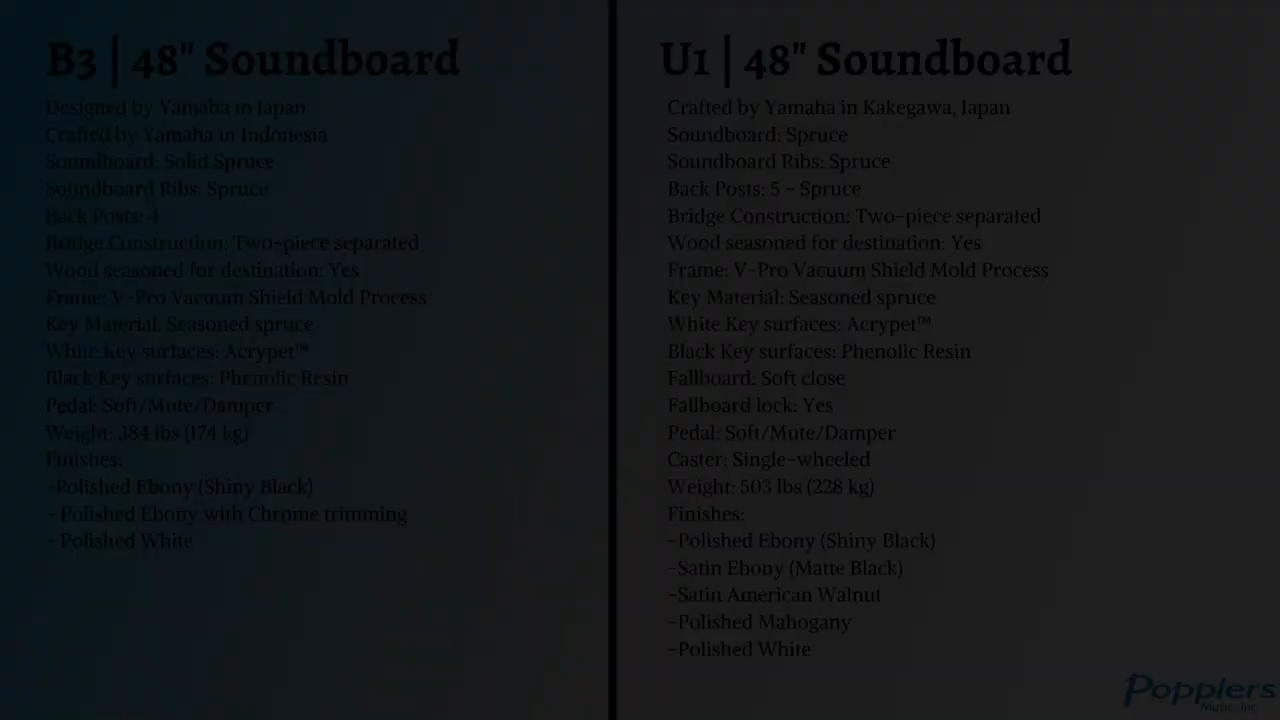 B3 | 48" Soundboard
Designed by Yamaha in Japan
Crafted by Yamaha in Indonesia
Soundboard: Solid Spruce
Soundboard Ribs: Spruce
Back Posts: 4
Bridge Construction: Two-piece separated
Wood seasoned for destination: Yes
Frame: V-Pro Vacuum Shield Mold Process
Key Material: Seasoned spruce
White Key surfaces: Acrypet™
Black Key surfaces: Phenolic Resin
Pedal: Soft/Mute/Damper
Weight: 384 lbs (174 kg)
Finishes:
-Polished Ebony (Shiny Black)
- Polished Ebony with Chrome trimming
- Polished White
U1 | 48" Soundboard
Crafted by Yamaha in Kakegawa, Japan
Soundboard: Spruce
Soundboard Ribs: Spruce
Back Posts: 5 - Spruce
Bridge Construction: Two-piece separated
Wood seasoned for destination: Yes
Frame: V-Pro Vacuum Shield Mold Process
Key Material: Seasoned spruce
White Key surfaces: Acrypet™
Black Key surfaces: Phenolic Resin
Fallboard: Soft close
Fallboard lock: Yes
Pedal: Soft/Mute/Damper
Caster: Single-wheeled
Weight: 503 lbs (228 kg)
Finishes:
-Polished Ebony (Shiny Black)
-Satin Ebony (Matte Black)
-Satin American Walnut
-Polished Mahogany
-Polished White
Popplers
Music, Inc.